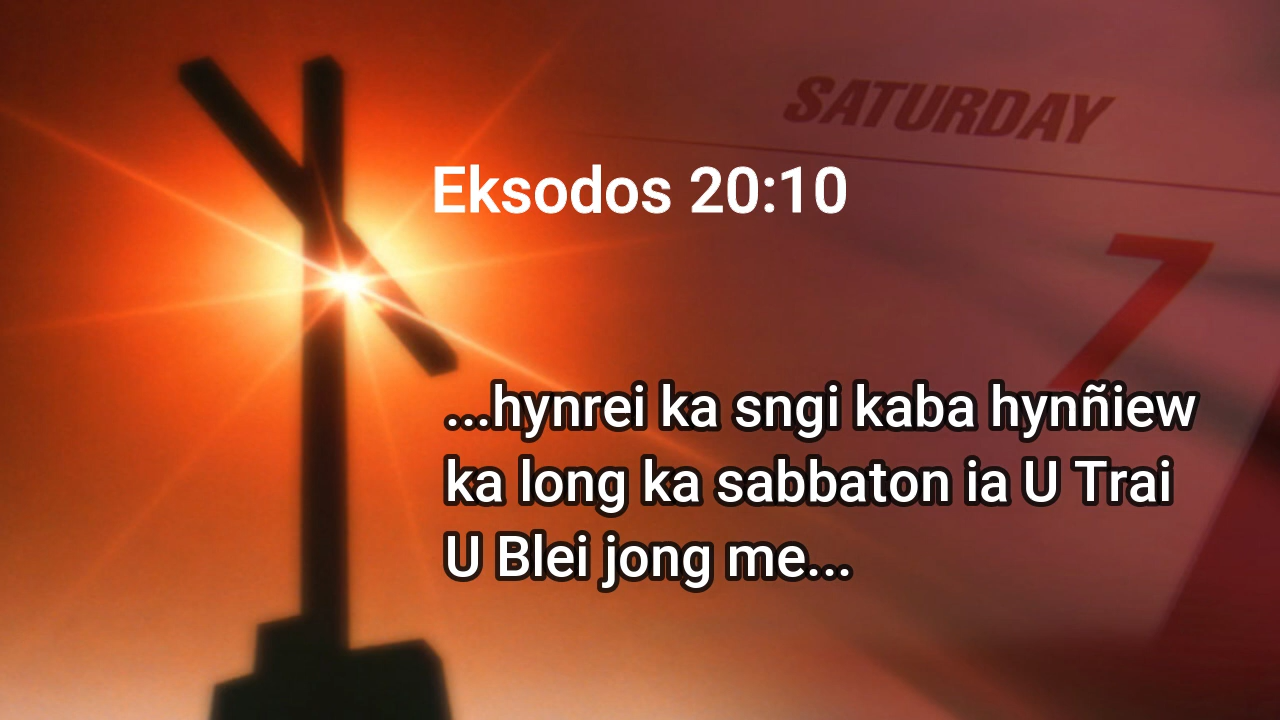 SATURDAY
Eksodos 20:10
7
...hynrei ka sngi kaba hynñiew
ka long ka sabbaton ia U Trai
U Blei jong me...